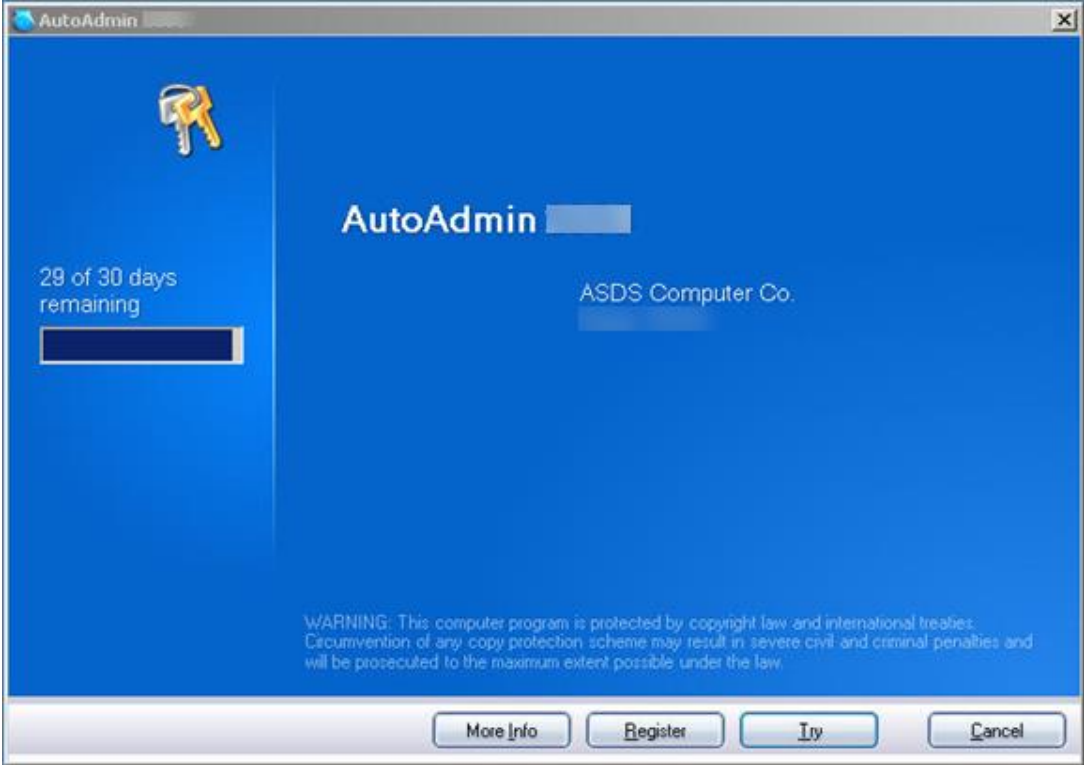 AutoAdmin
29 of 30 days
remaining
AutoAdmin
ASDS Computer Co.
WARNING: This computer program is protected by copyright law and international treaties.
Circumvention of any copy protection scheme may result in severe civil and criminal penalties and
will be prosecuted to the maximum extent possible under the law.
More Info
Register
Try
Cancel